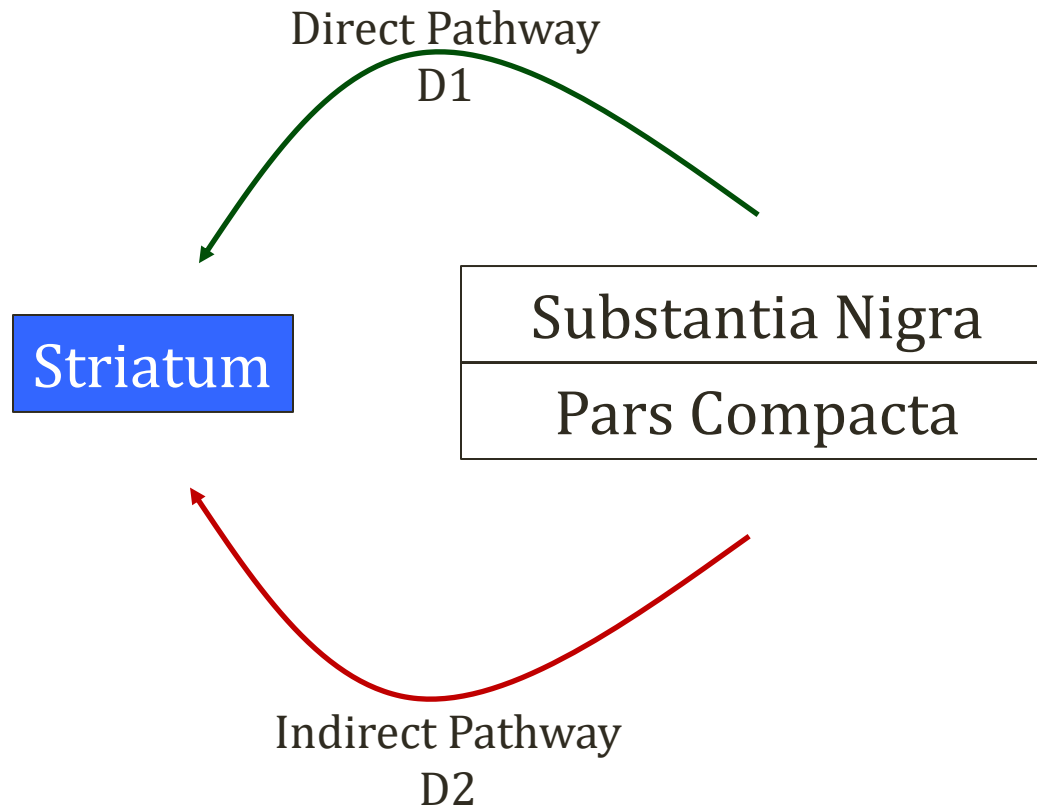 Direct Pathway
D1
Striatum
Substantia Nigra
Pars Compacta
Indirect Pathway
D2